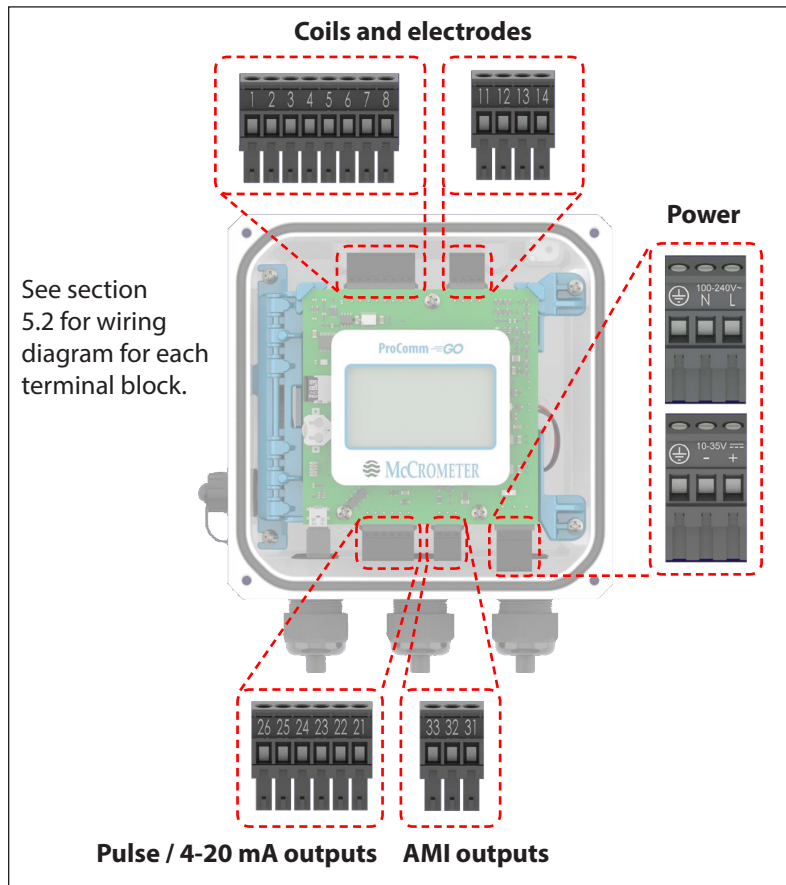 Coils and electrodes
1 2 3 4 5 6 7 8
11 12 13 14
Power
100-240V~
N L
See section
5.2 for wiring
diagram for each
terminal block.
ProComm GO
McCROMETER
10-35V
- +
26 25 24 23 22 21
33 32 31
Pulse / 4-20 mA outputs
AMI outputs